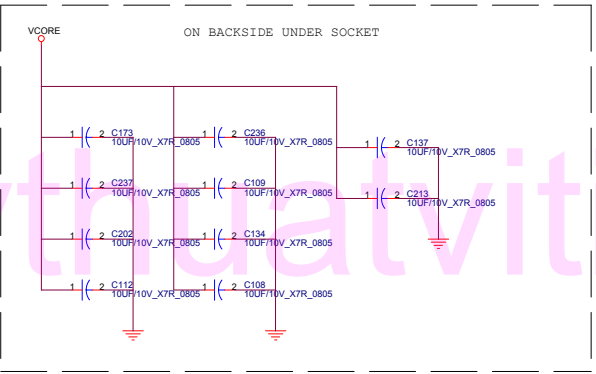 VCORE
ON BACKSIDE UNDER SOCKET
1 2 C173
10UF/10V_X7R_0805
1 2 C236
10UF/10V_X7R_0805
1 2 C137
10UF/10V_X7R_0805
1 2 C237
10UF/10V_X7R_0805
1 2 C109
10UF/10V_X7R_0805
1 2 C213
10UF/10V_X7R_0805
1 2 C202
10UF/10V_X7R_0805
1 2 C134
10UF/10V_X7R_0805
1 2 C112
10UF/10V_X7R_0805
1 2 C108
10UF/10V_X7R_0805
ythuatvit